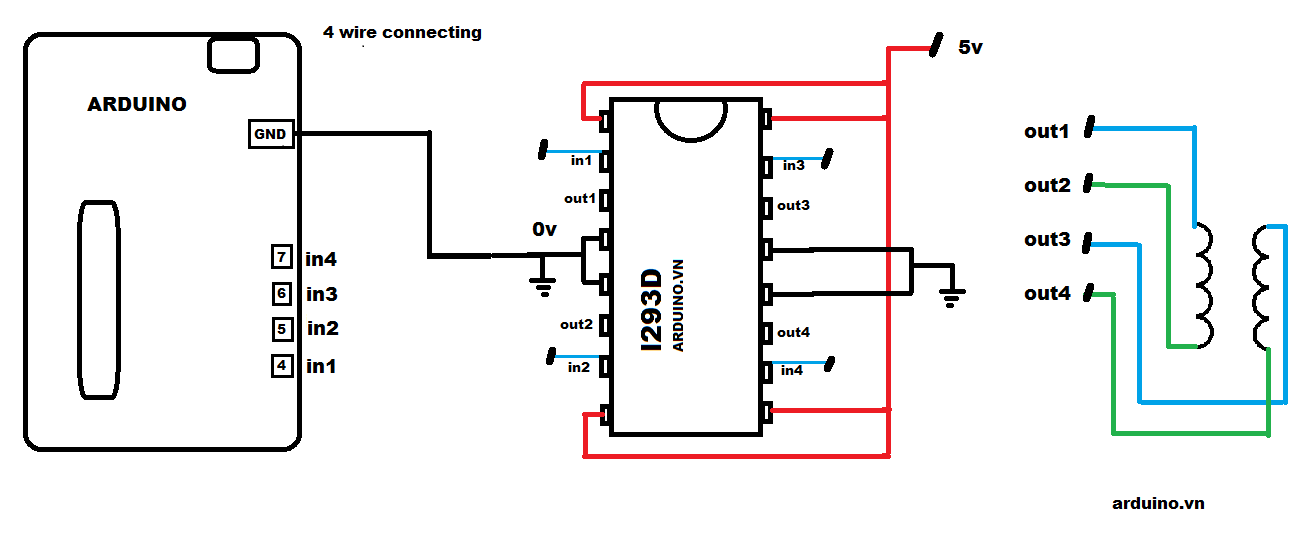 4 wire connecting
ARDUINO
GND
7 in4
6 in3
5 in2
4 in1
5v
in1
out1
0v
out2
in2
I293D
ARDUINO.VN
in3
out3
out4
in4
out1
out2
out3
out4
arduino.vn